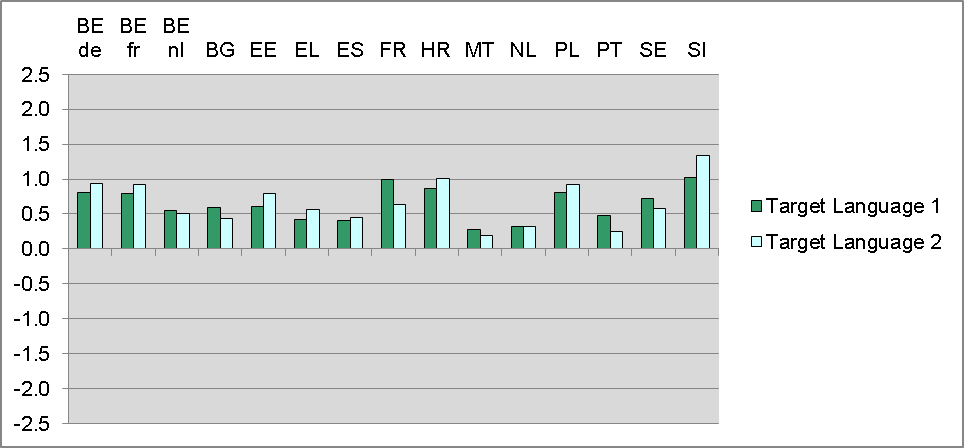 BE BE BE
de fr nl BG EE EL ES FR HR MT NL PL PT SE SI
2.5
2.0
1.5
1.0
0.5
0.0
-0.5
-1.0
-1.5
-2.0
-2.5
Target Language 1
Target Language 2